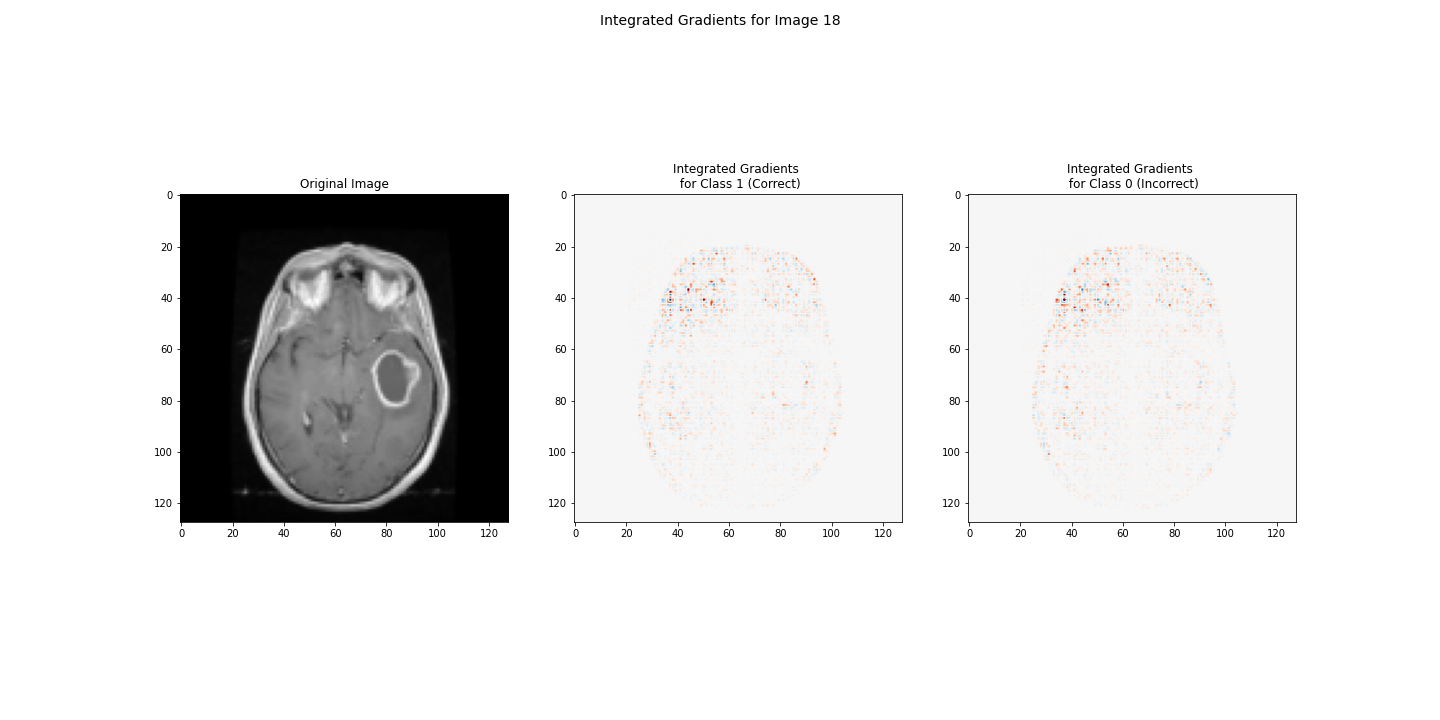 Integrated Gradients for Image 18
Original Image
0
20
40
60
80
100
120
0 20 40 60 80 100 120
Integrated Gradients
for Class 1 (Correct)
0
20
40
60
80
100
120
0 20 40 60 80 100 120
Integrated Gradients
for Class 0 (Incorrect)
0
20
40
60
80
100
120
0 20 40 60 80 100 120